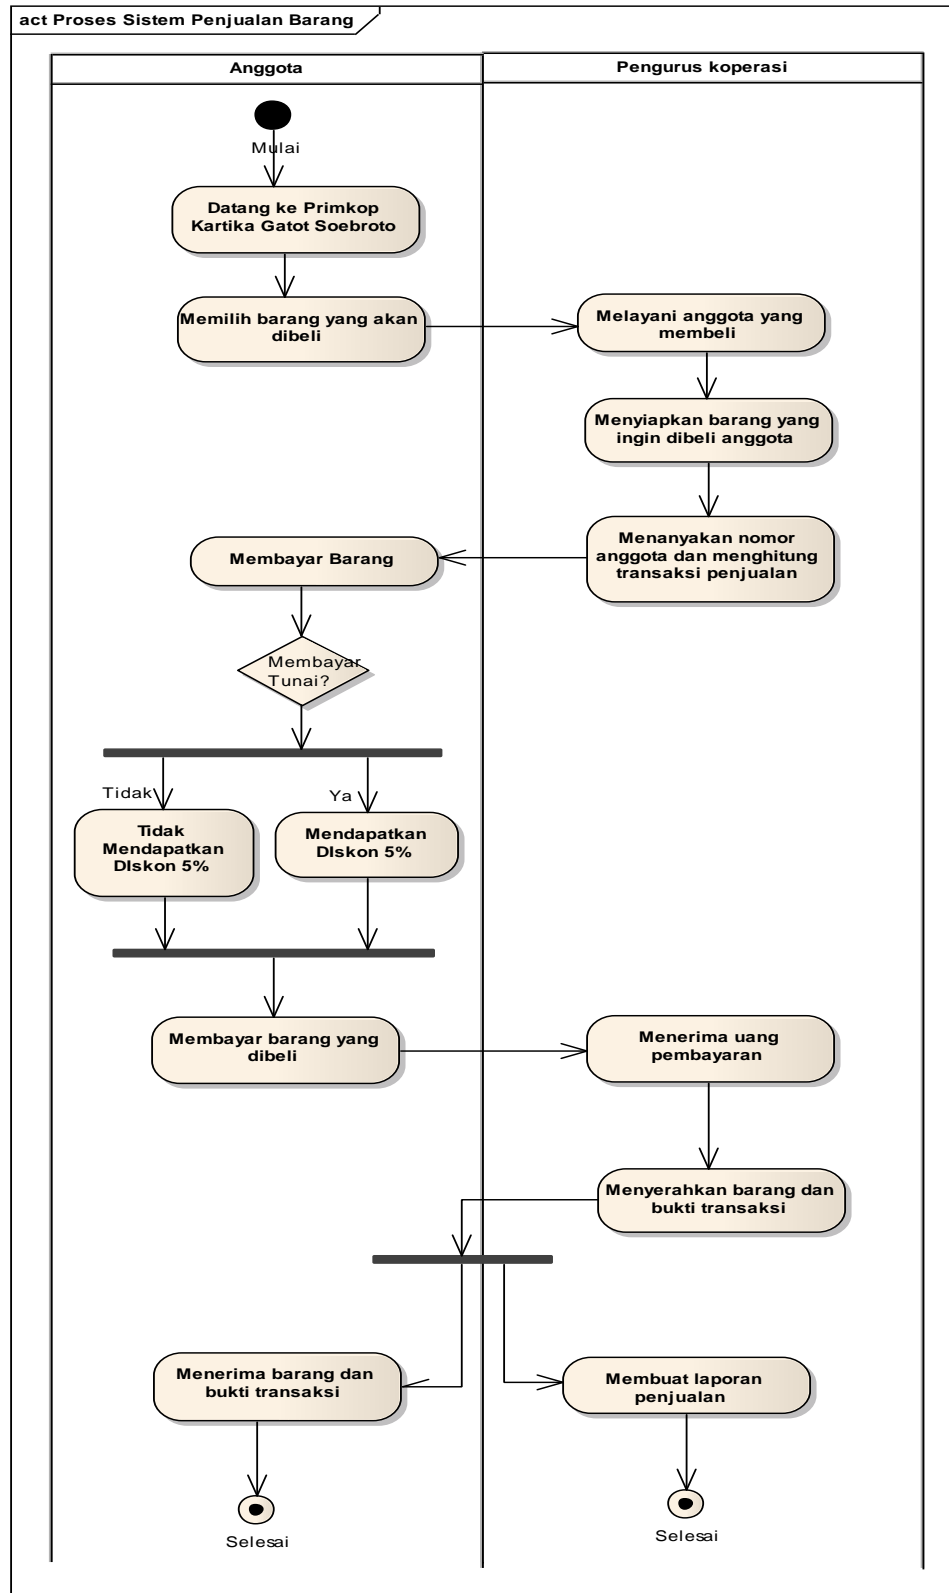 act Proses Sistem Penjualan Barang
Anggota
Pengurus koperasi
Mulai
Datang ke Primkop
Kartika Gatot Soebroto
Memilih barang yang akan
dibeli
Melayani anggota yang
membeli
Menyiapkan barang yang
ingin dibeli anggota
Menanyakan nomor
anggota dan menghitung
transaksi penjualan
Membayar Barang
Membayar
Tunai?
Tidak
Ya
Tidak
Mendapatkan
DIskon 5%
Mendapatkan
DIskon 5%
Membayar barang yang
dibeli
Menerima uang
pembayaran
Menyerahkan barang dan
bukti transaksi
Menerima barang dan
bukti transaksi
Membuat laporan
penjualan
Selesai
Selesai